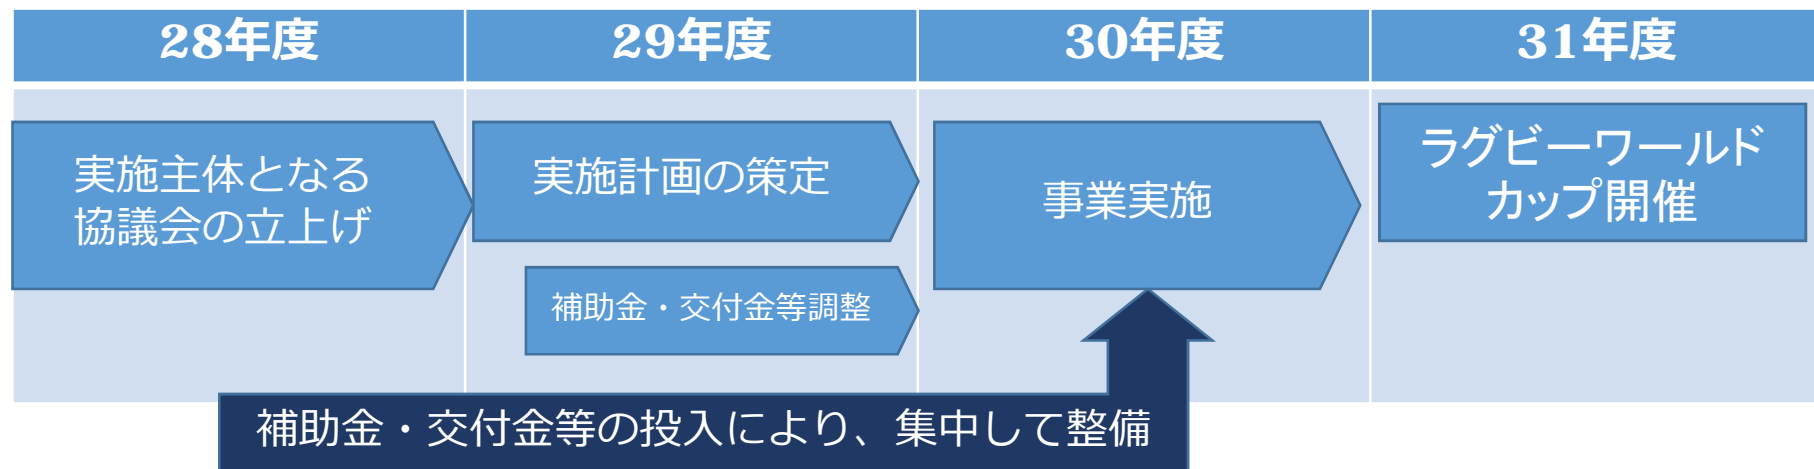 28年度
29年度
30年度
31年度
実施主体となる
協議会の立上げ
実施計画の策定
補助金・交付金等調整
事業実施
ラグビーワールド
カップ開催
補助金・交付金等の投入により、集中して整備